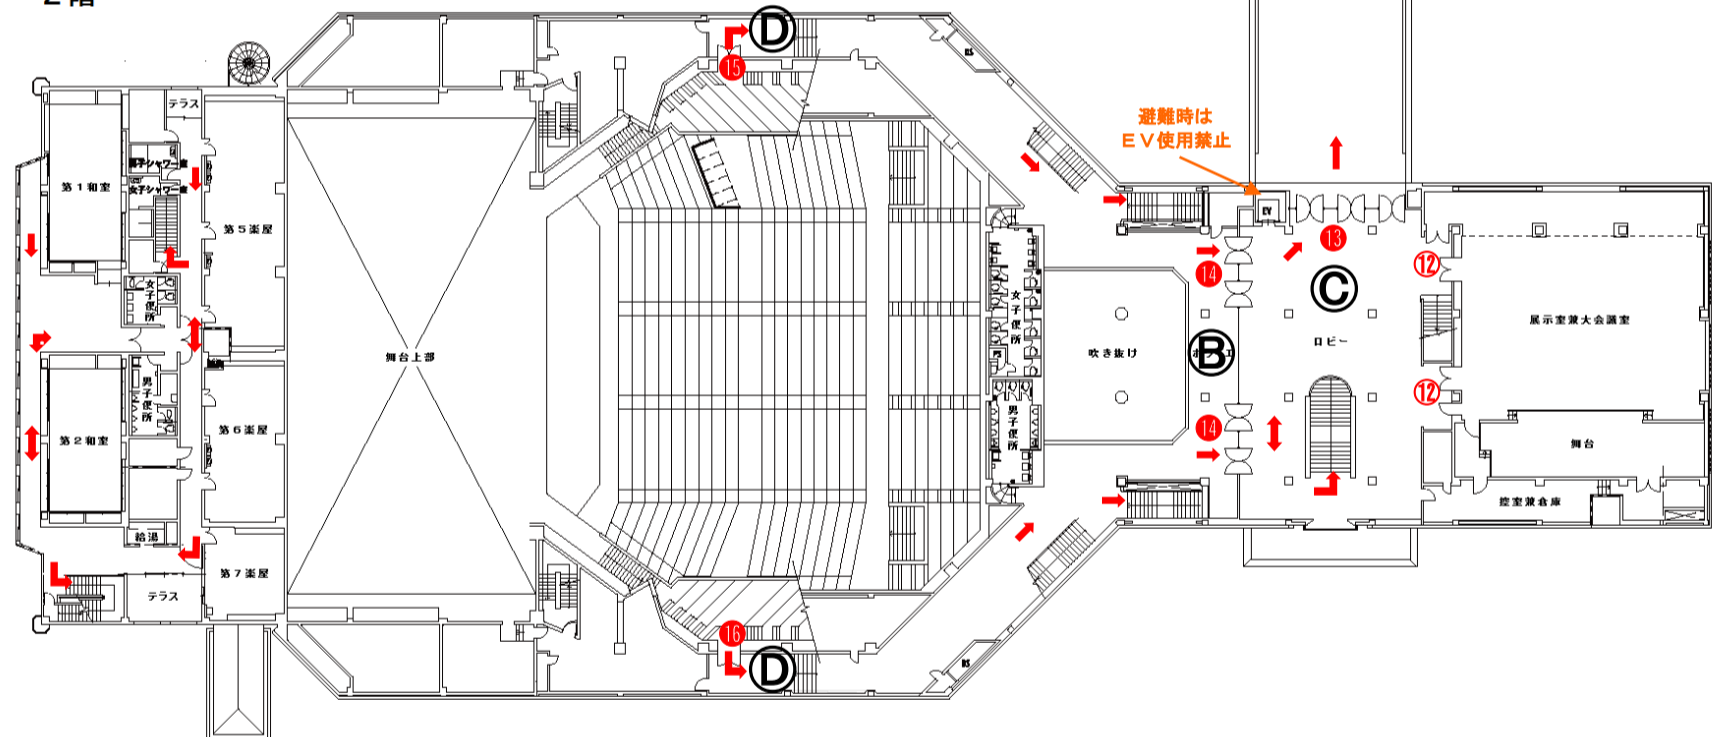 2階
D
15
RS
避難時は
EV使用禁止
テラス
男子シャワー室
女子シャワー室
第1和室
第5楽屋
EV
13
14
12
C
女子便所
女子便所
展示室兼大会議室
舞台上部
吹き抜け
PS
B
ロビー
12
男子便所
第2和室
第6楽屋
男子便所
14
舞台
控室兼倉庫
給湯
第7楽屋
テラス
16
D
RS